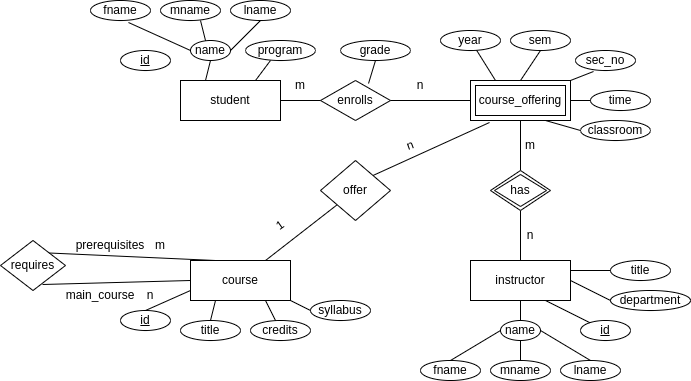 fname
mname
lname
id
name
program
grade
year
sem
sec_no
time
classroom
student
m
enrolls
n
course_offering
m
n
offer
1
has
n
prerequisites m
requires
main_course n
course
id
title
credits
syllabus
instructor
title
department
id
name
fname
mname
lname